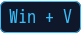 Win + V